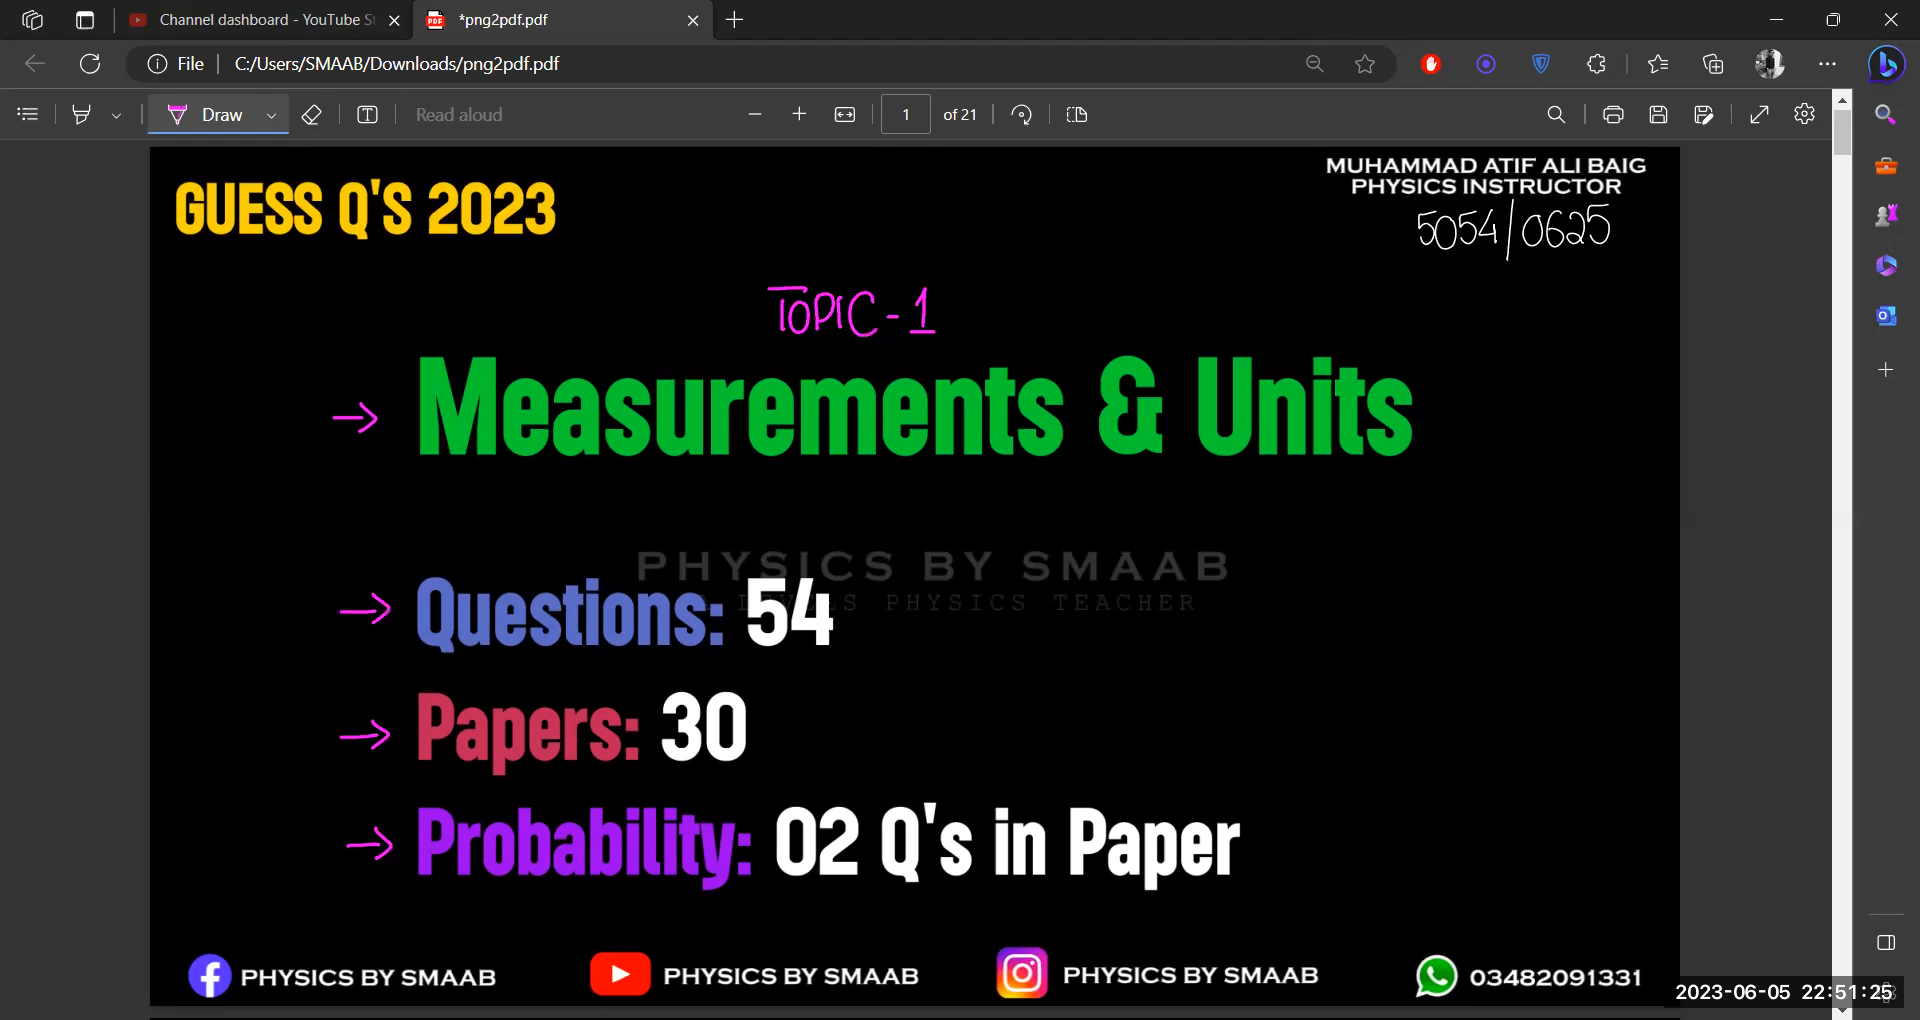 Channel dashboard - YouTube S
*png2pdf.pdf
File
C:/Users/SMAAB/Downloads/png2pdf.pdf
Draw
Read aloud
1
of 21
GUESS Q'S 2023
MUHAMMAD ATIF ALI BAIG
PHYSICS INSTRUCTOR
5054/0625
TOPIC-1
→ Measurements & Units
PHYSICS BY SMAAB
PHYSICS TEACHER
→ Questions: 54
→ Papers: 30
→ Probability: 02 Q's in Paper
PHYSICS BY SMAAB
PHYSICS BY SMAAB
PHYSICS BY SMAAB
03482091331
2023-06-05 22:51:25